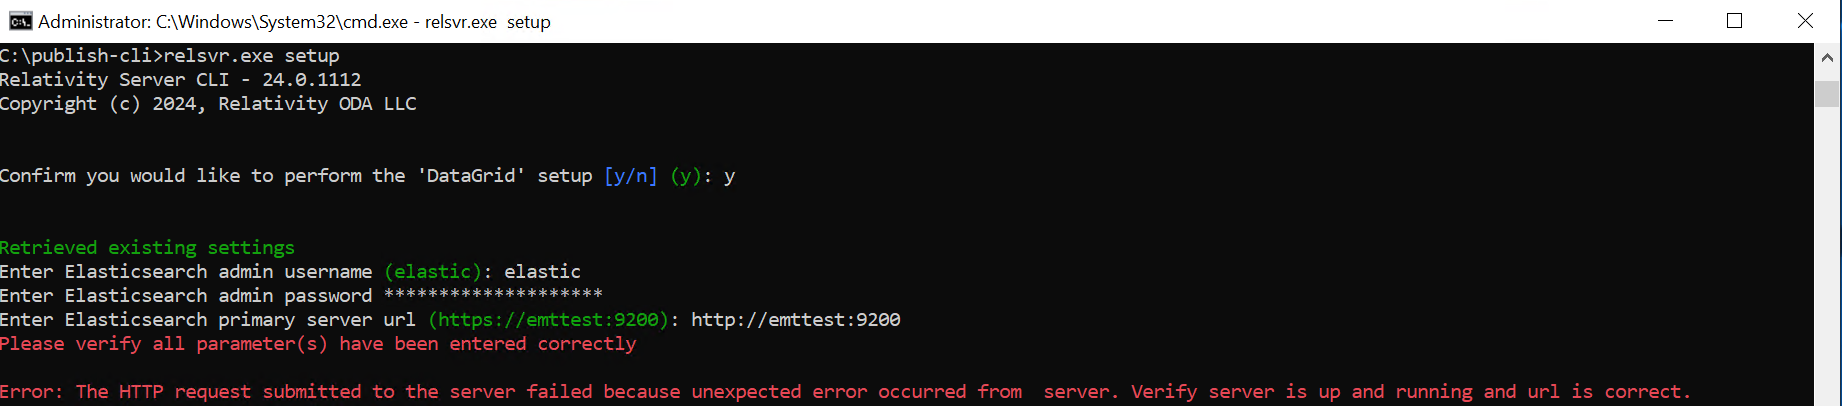 Administrator: C:\Windows\System32\cmd.exe - relsvr.exe  setup
C:\publish-cli>relsvr.exe setup
Relativity Server CLI - 24.0.1112
Copyright (c) 2024, Relativity ODA LLC
Confirm you would like to perform the 'DataGrid' setup [y/n] (y): y
Retrieved existing settings
Enter Elasticsearch admin username (elastic): elastic
Enter Elasticsearch admin password ********************
Enter Elasticsearch primary server url (https://emttest:9200): http://emttest:9200
Please verify all parameter(s) have been entered correctly
Error: The HTTP request submitted to the server failed because unexpected error occurred from  server. Verify server is up and running and url is correct.